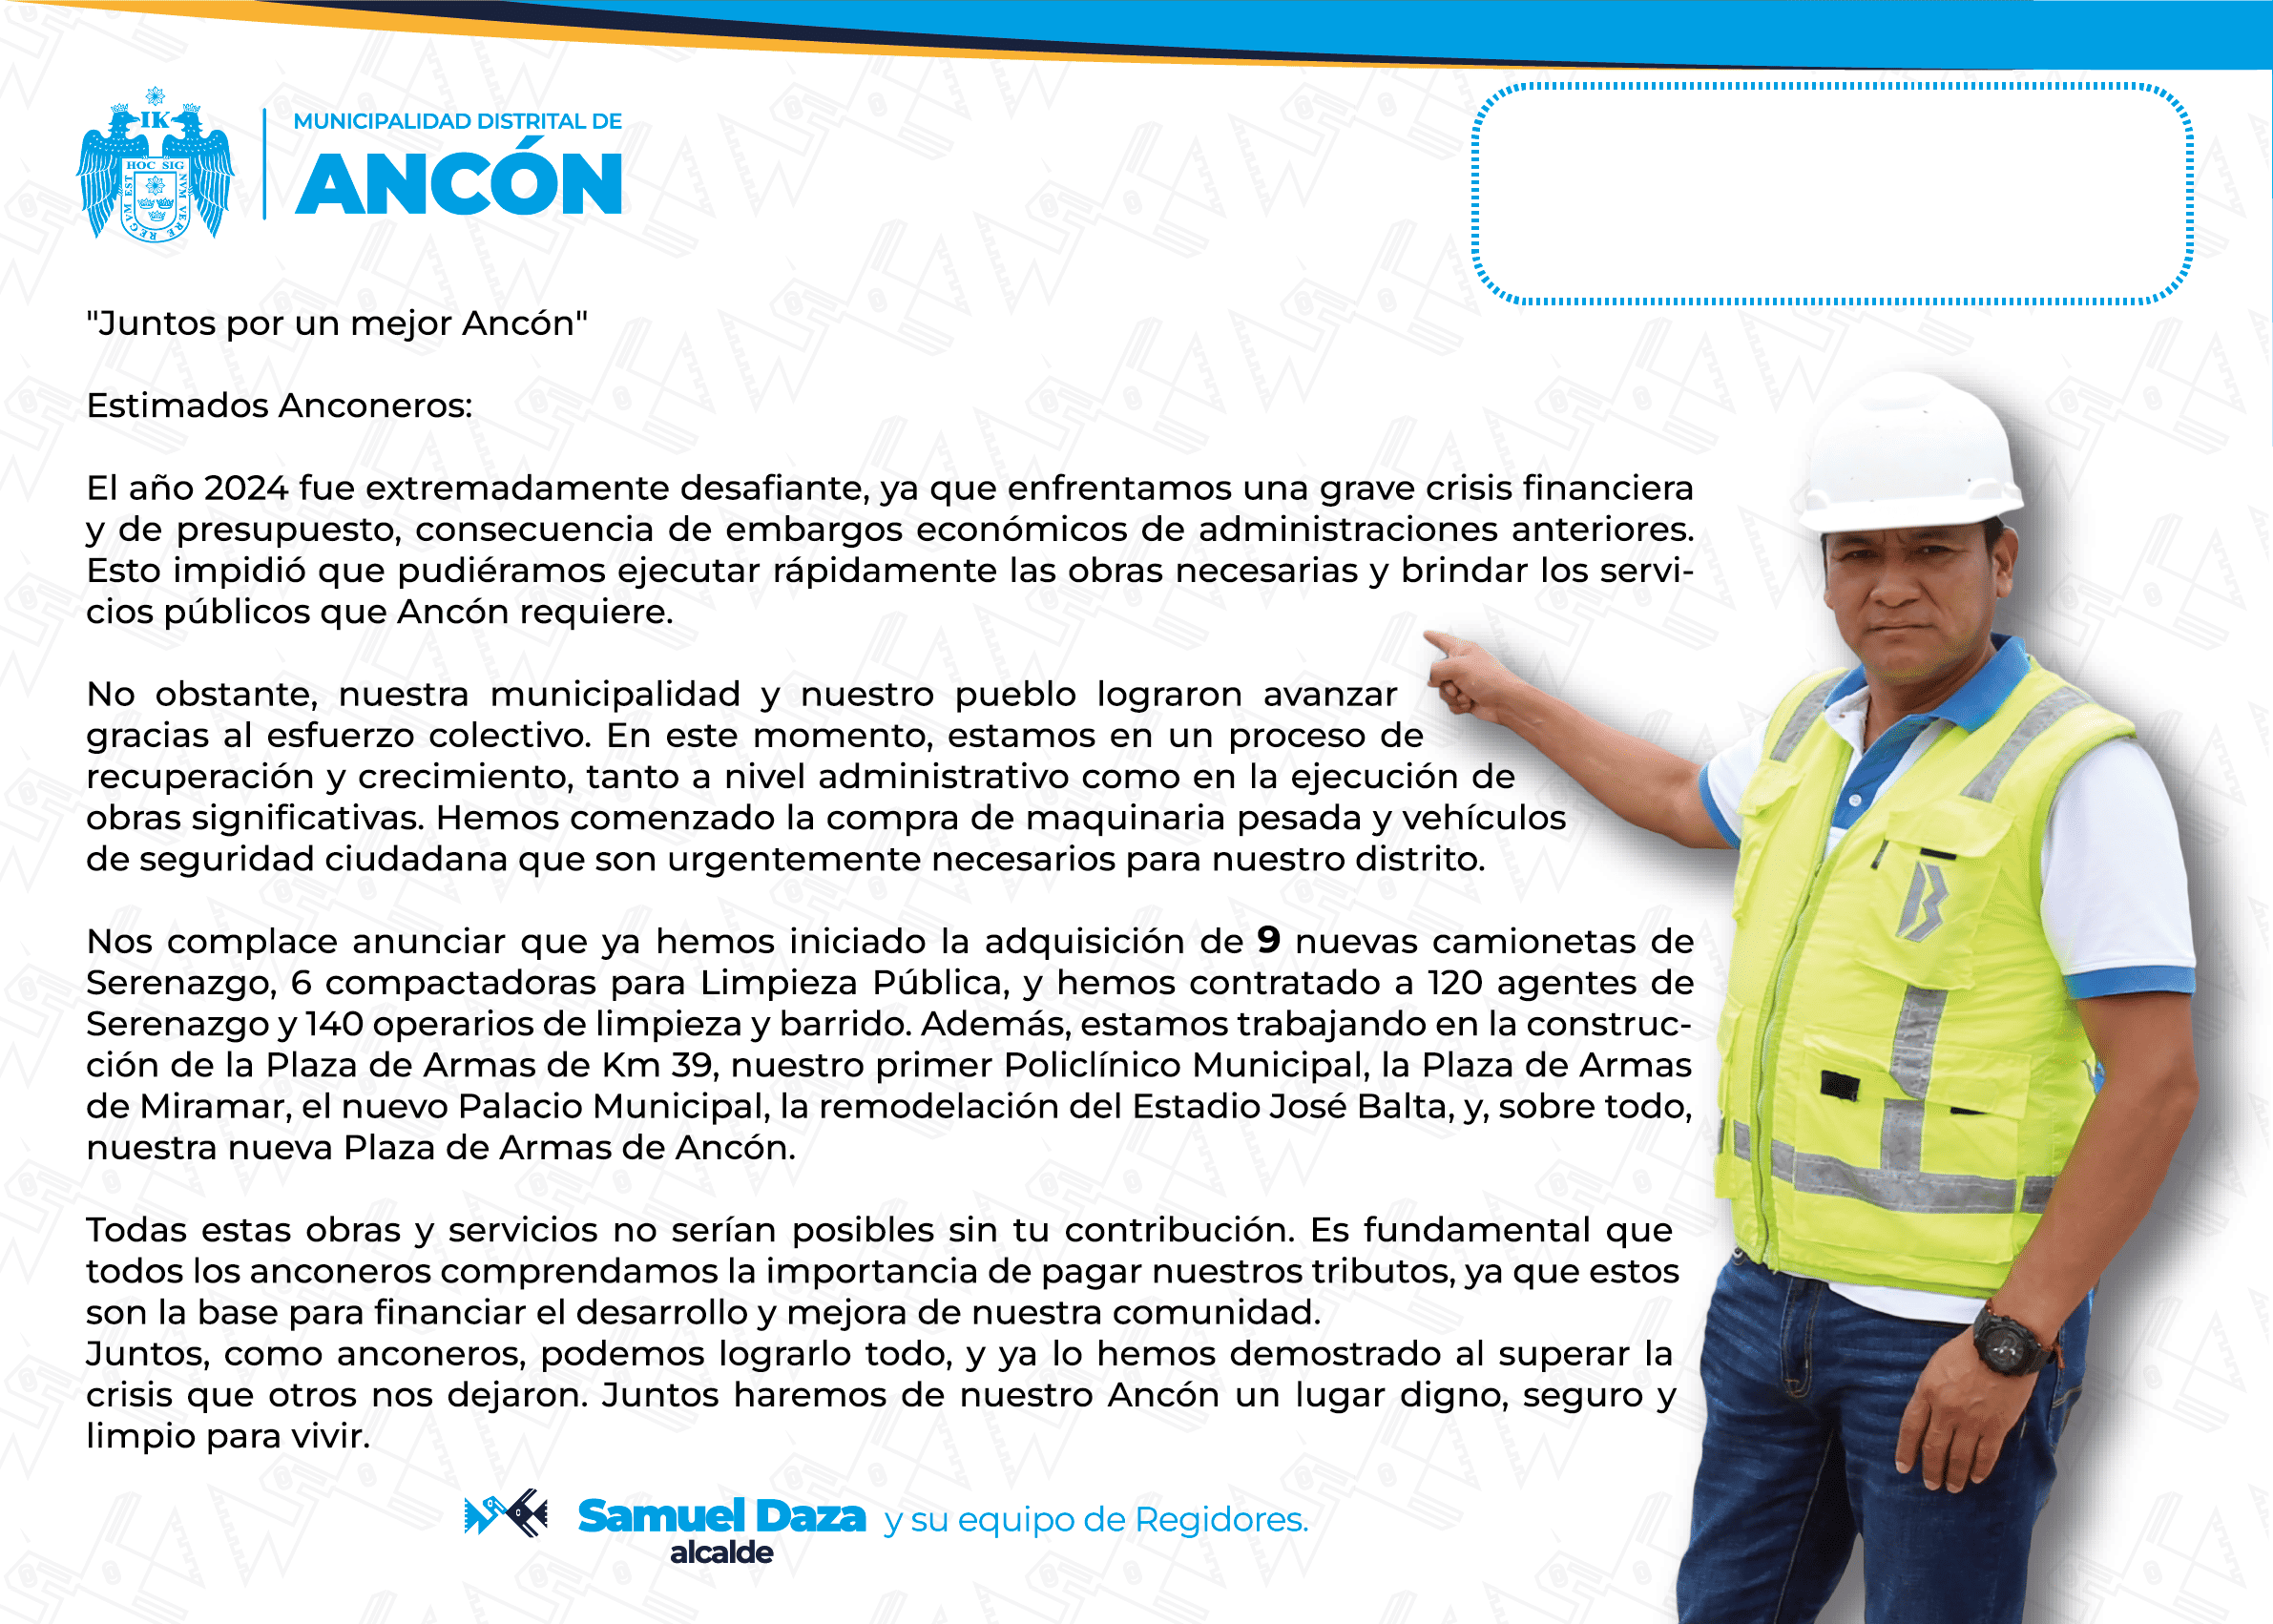 IK
HOC SIG
NVM VERE REGVM EST
MUNICIPALIDAD DISTRITAL DE
ANCÓN
"Juntos por un mejor Ancón"
Estimados Anconeros:
El año 2024 fue extremadamente desafiante, ya que enfrentamos una grave crisis financiera
y de presupuesto, consecuencia de embargos económicos de administraciones anteriores.
Esto impidió que pudiéramos ejecutar rápidamente las obras necesarias y brindar los servi-
cios públicos que Ancón requiere.
No obstante, nuestra municipalidad y nuestro pueblo lograron avanzar
gracias al esfuerzo colectivo. En este momento, estamos en un proceso de
recuperación y crecimiento, tanto a nivel administrativo como en la ejecución de
obras significativas. Hemos comenzado la compra de maquinaria pesada y vehículos
de seguridad ciudadana que son urgentemente necesarios para nuestro distrito.
Nos complace anunciar que ya hemos iniciado la adquisición de 9 nuevas camionetas de
Serenazgo, 6 compactadoras para Limpieza Pública, y hemos contratado a 120 agentes de
Serenazgo y 140 operarios de limpieza y barrido. Además, estamos trabajando en la construc-
ción de la Plaza de Armas de Km 39, nuestro primer Policlínico Municipal, la Plaza de Armas
de Miramar, el nuevo Palacio Municipal, la remodelación del Estadio José Balta, y, sobre todo,
nuestra nueva Plaza de Armas de Ancón.
Todas estas obras y servicios no serían posibles sin tu contribución. Es fundamental que
todos los anconeros comprendamos la importancia de pagar nuestros tributos, ya que estos
son la base para financiar el desarrollo y mejora de nuestra comunidad.
Juntos, como anconeros, podemos lograrlo todo, y ya lo hemos demostrado al superar la
crisis que otros nos dejaron. Juntos haremos de nuestro Ancón un lugar digno, seguro y
limpio para vivir.
Samuel Daza y su equipo de Regidores.
alcalde